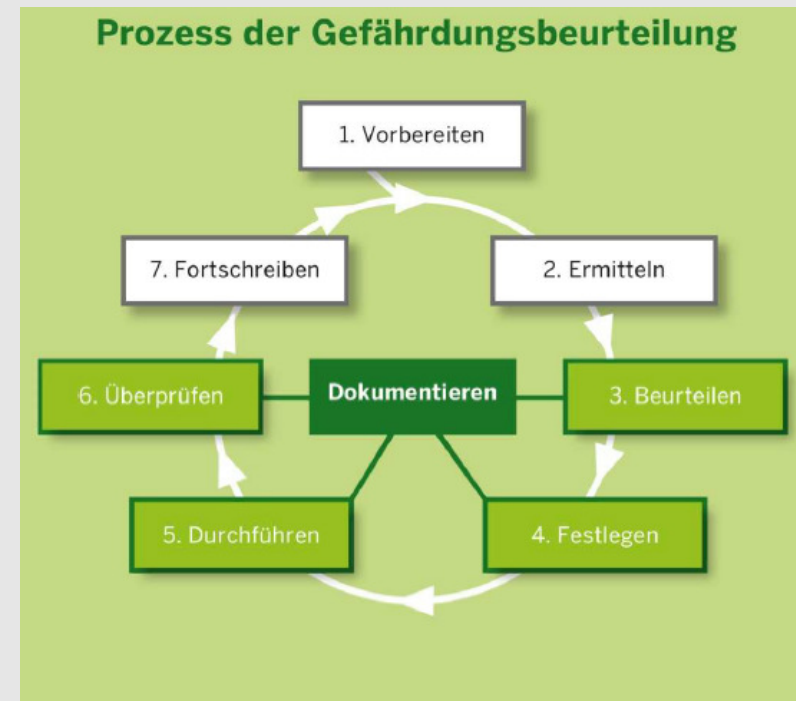 Prozess der Gefährdungsbeurteilung
1. Vorbereiten
7. Fortschreiben
2. Ermitteln
6. Überprüfen
Dokumentieren
3. Beurteilen
5. Durchführen
4. Festlegen